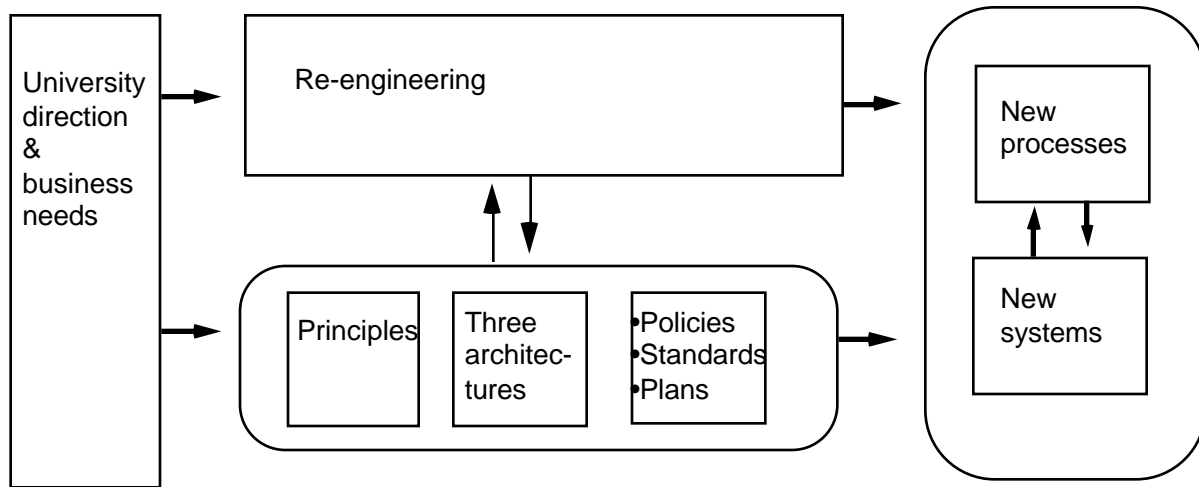 University
direction
&
business
needs
Re-engineering
Principles
Three
architec-
tures
•Policies
•Standards
•Plans
New
processes
New
systems